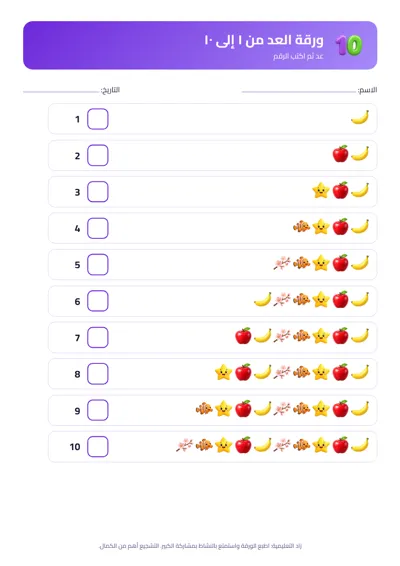 ورقة العد من ١ إلى ١٠
عد ثم اكتب الرقم
10
الاسم:
التاريخ:
1
2
3
4
5
6
7
8
9
10
زاد التعليمية: اطبع الورقة واستمتع بالنشاط بمشاركة الكبير. التشجيع أهم من الكمال.